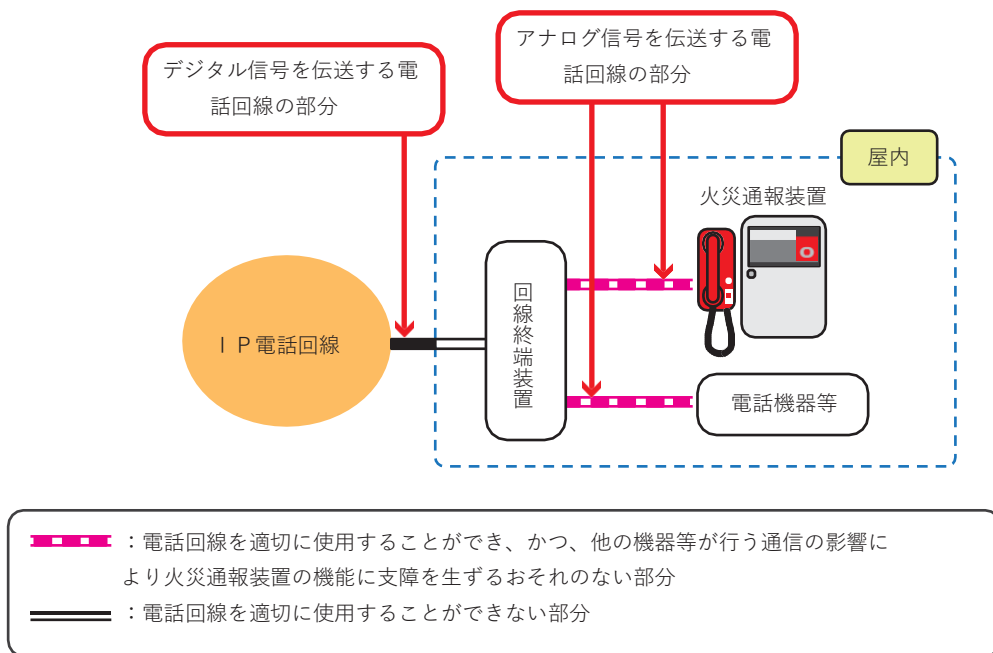 アナログ信号を伝送する電
話回線の部分
デジタル信号を伝送する電
話回線の部分
屋内
火災通報装置
回線終端装置
ＩＰ電話回線
電話機器等
：電話回線を適切に使用することができ、かつ、他の機器等が行う通信の影響に
より火災通報装置の機能に支障を生ずるおそれのない部分
：電話回線を適切に使用することができない部分